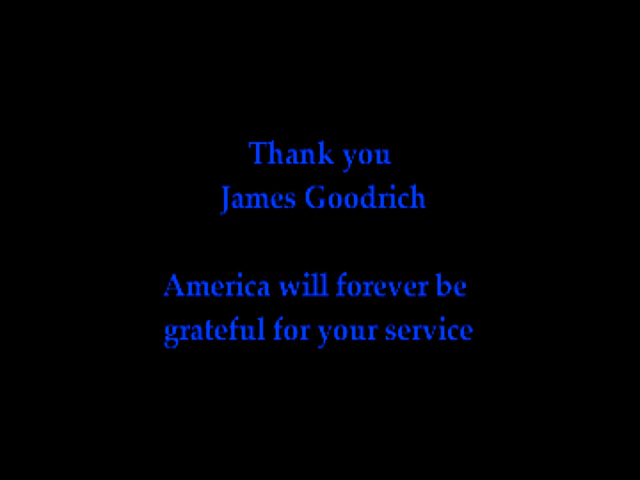 Thank you
James Goodrich
America will forever be
grateful for your service